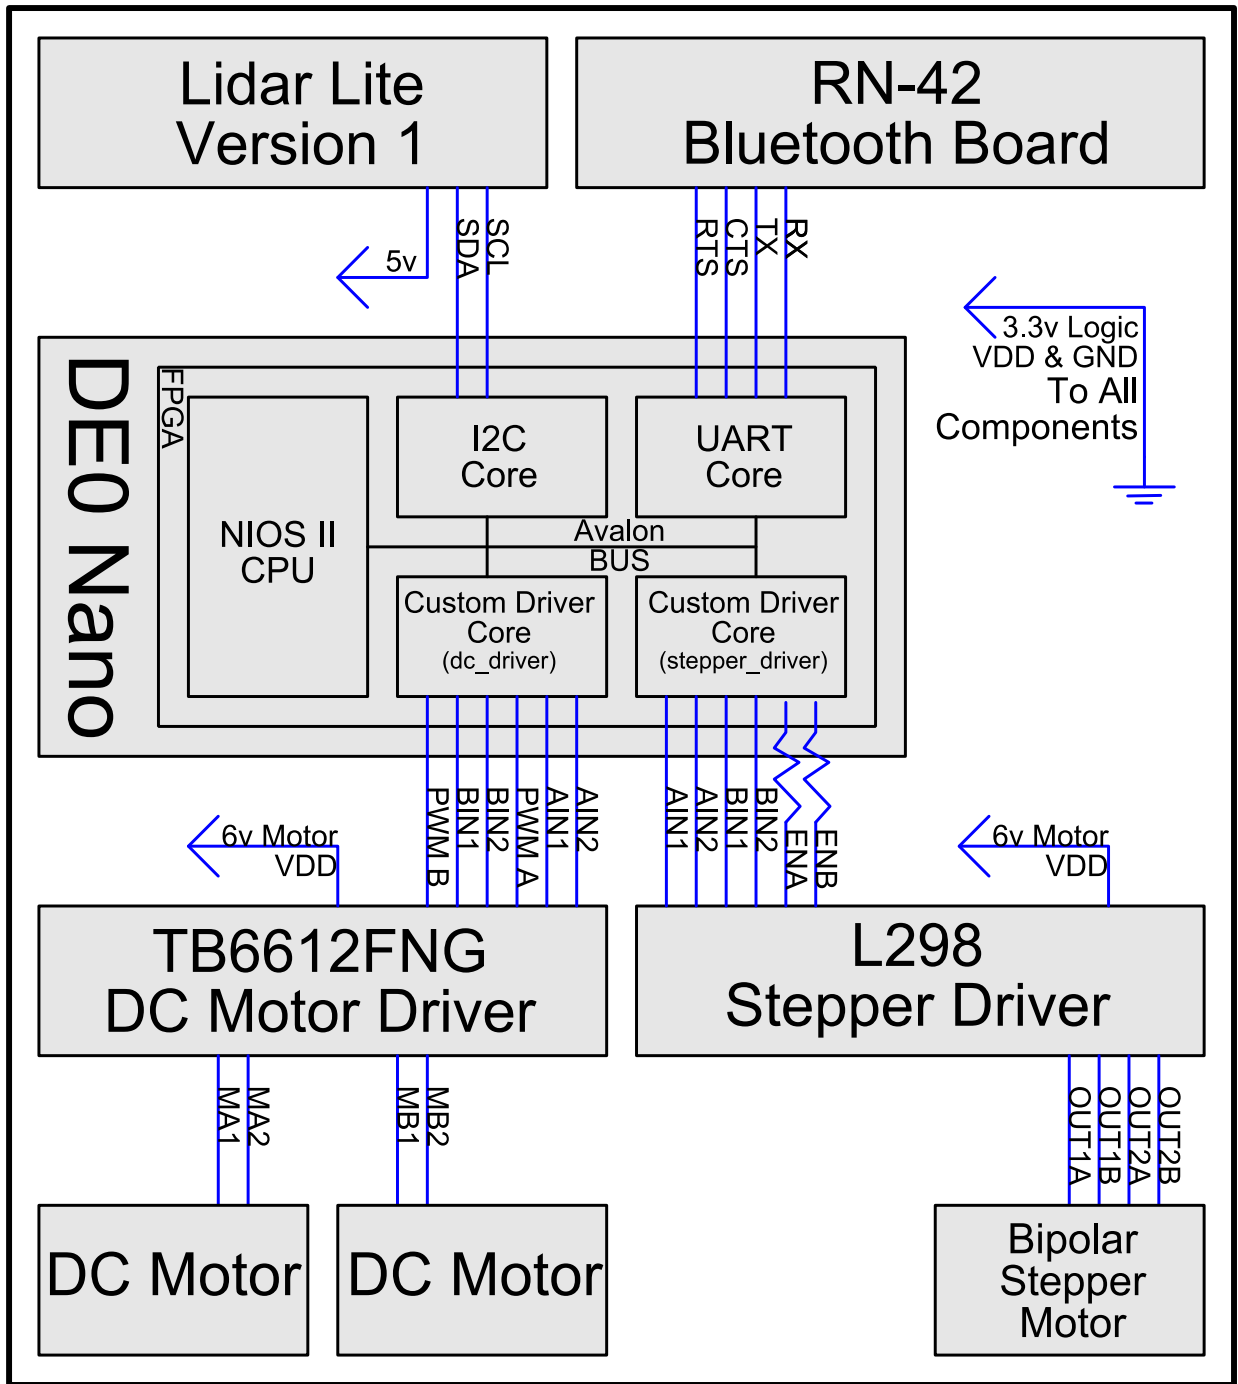 Lidar Lite
Version 1
RN-42
Bluetooth Board
5v
SDA
SCL
RTS
CTS
TX
RX
3.3v Logic
VDD & GND
To All
Components
DE0 Nano
FPGA
NIOS II
CPU
I2C
Core
UART
Core
Avalon
BUS
Custom Driver
Core
(dc_driver)
Custom Driver
Core
(stepper_driver)
PWM B
BIN1
BIN2
PWM A
AIN1
AIN2
AIN1
AIN2
BIN1
BIN2
ENA
ENB
6v Motor
VDD
6v Motor
VDD
TB6612FNG
DC Motor Driver
L298
Stepper Driver
MA1
MA2
MB1
MB2
OUT1A
OUT1B
OUT2A
OUT2B
DC Motor
DC Motor
Bipolar
Stepper
Motor